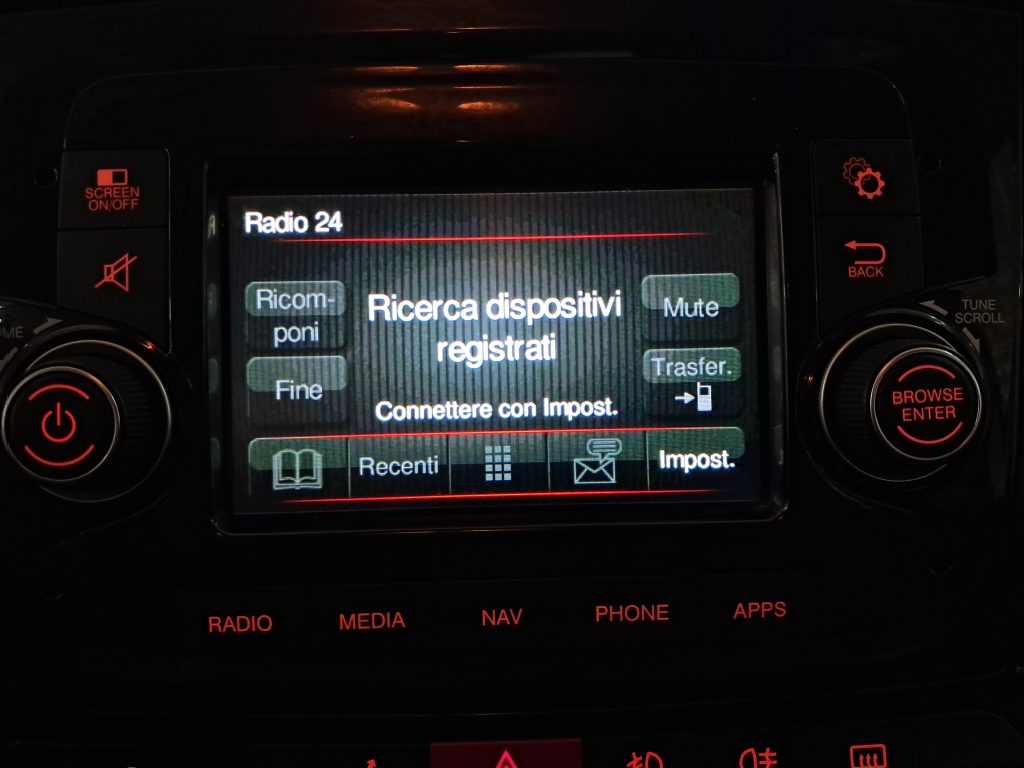 SCREEN
ON/OFF
Radio 24
BACK
TUNE
SCROLL
Ricom-
poni
Ricerca dispositivi
registrati
Mute
Fine
Trasfer.
Connettere con Impost.
BROWSE
ENTER
Recenti
Impost.
RADIO
MEDIA
NAV
PHONE
APPS